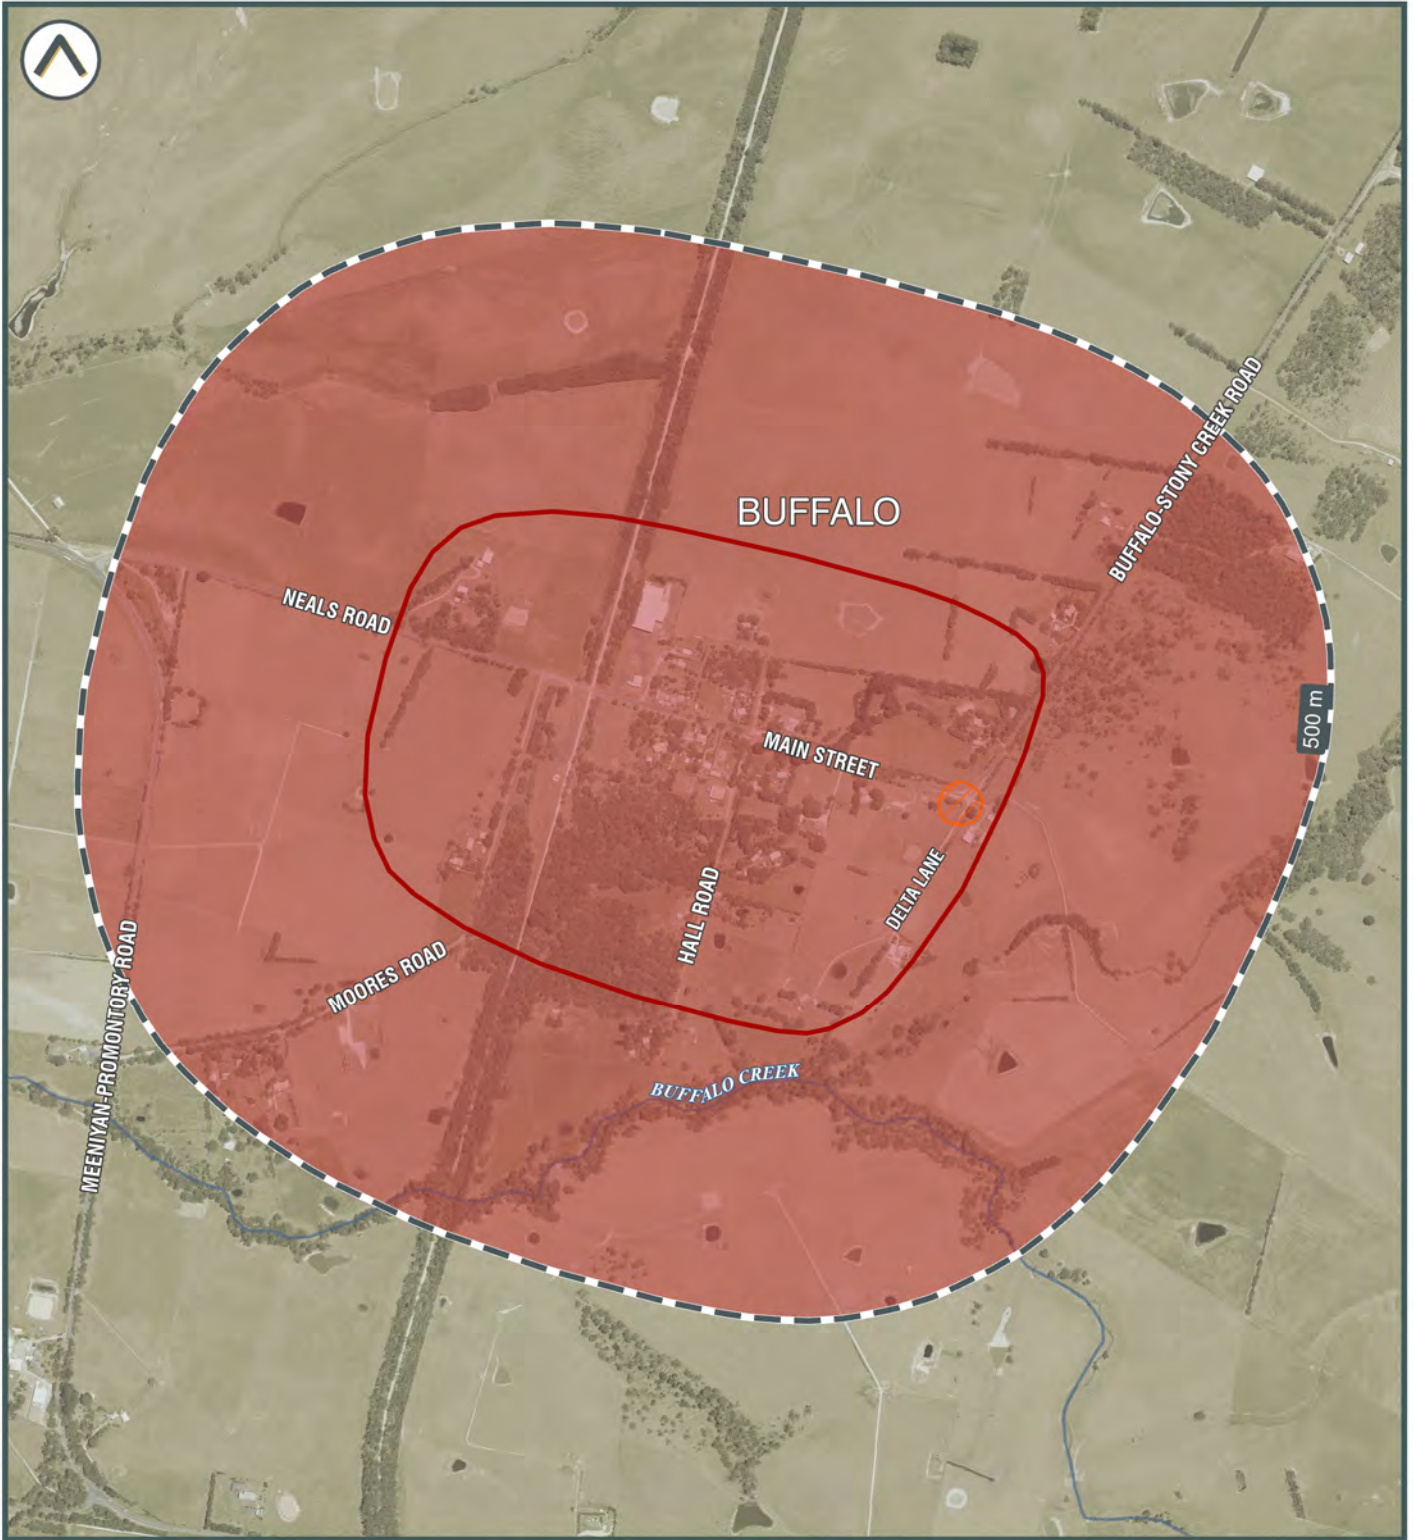 BUFFALO
BUFFALO-STONY CREEK ROAD
NEALS ROAD
500 m
MAIN STREET
DELTA LANE
HALL ROAD
MOORES ROAD
MEENIYAN-PROMONTORY ROAD
BUFFALO CREEK